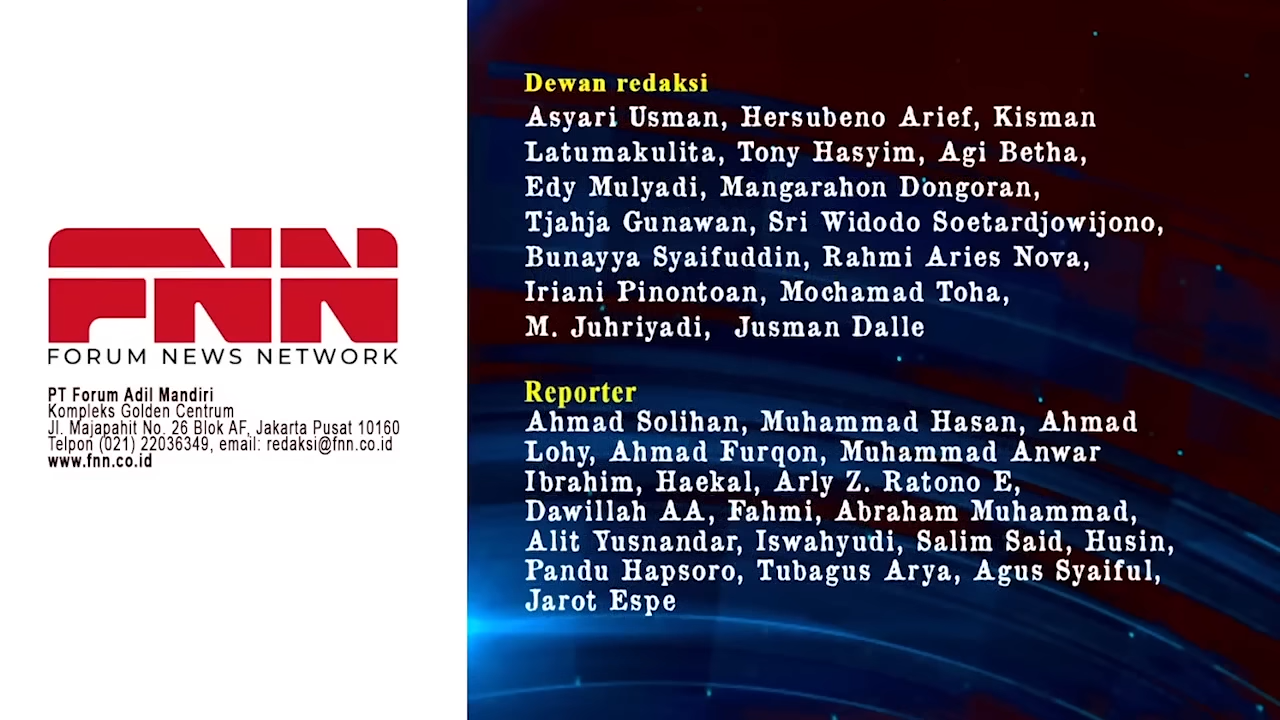 FNN
FORUM NEWS NETWORK
PT Forum Adil Mandiri
Kompleks Golden Centrum
Jl. Majapahit No. 26 Blok AF, Jakarta Pusat 10160
Telpon (021) 22036349, email: redaksi@fnn.co.id
www.fnn.co.id
Dewan redaksi
Asyari Usman, Hersubeno Arief, Kisman
Latumakulita, Tony Hasyim, Agi Betha,
Edy Mulyadi, Mangarahon Dongoran,
Tjahja Gunawan, Sri Widodo Soetardjowijono,
Bunayya Syaifuddin, Rahmi Aries Nova,
Iriani Pinontoan, Mochamad Toha,
M. Juhriyadi, Jusman Dalle
Reporter
Ahmad Solihan, Muhammad Hasan, Ahmad
Lohy, Ahmad Furqon, Muhammad Anwar
Ibrahim, Haekal, Arly Z. Ratono E,
Dawillah AA, Fahmi, Abraham Muhammad,
Alit Yusnandar, Iswahyudi, Salim Said, Husin,
Pandu Hapsoro, Tubagus Arya, Agus Syaiful,
Jarot Espe